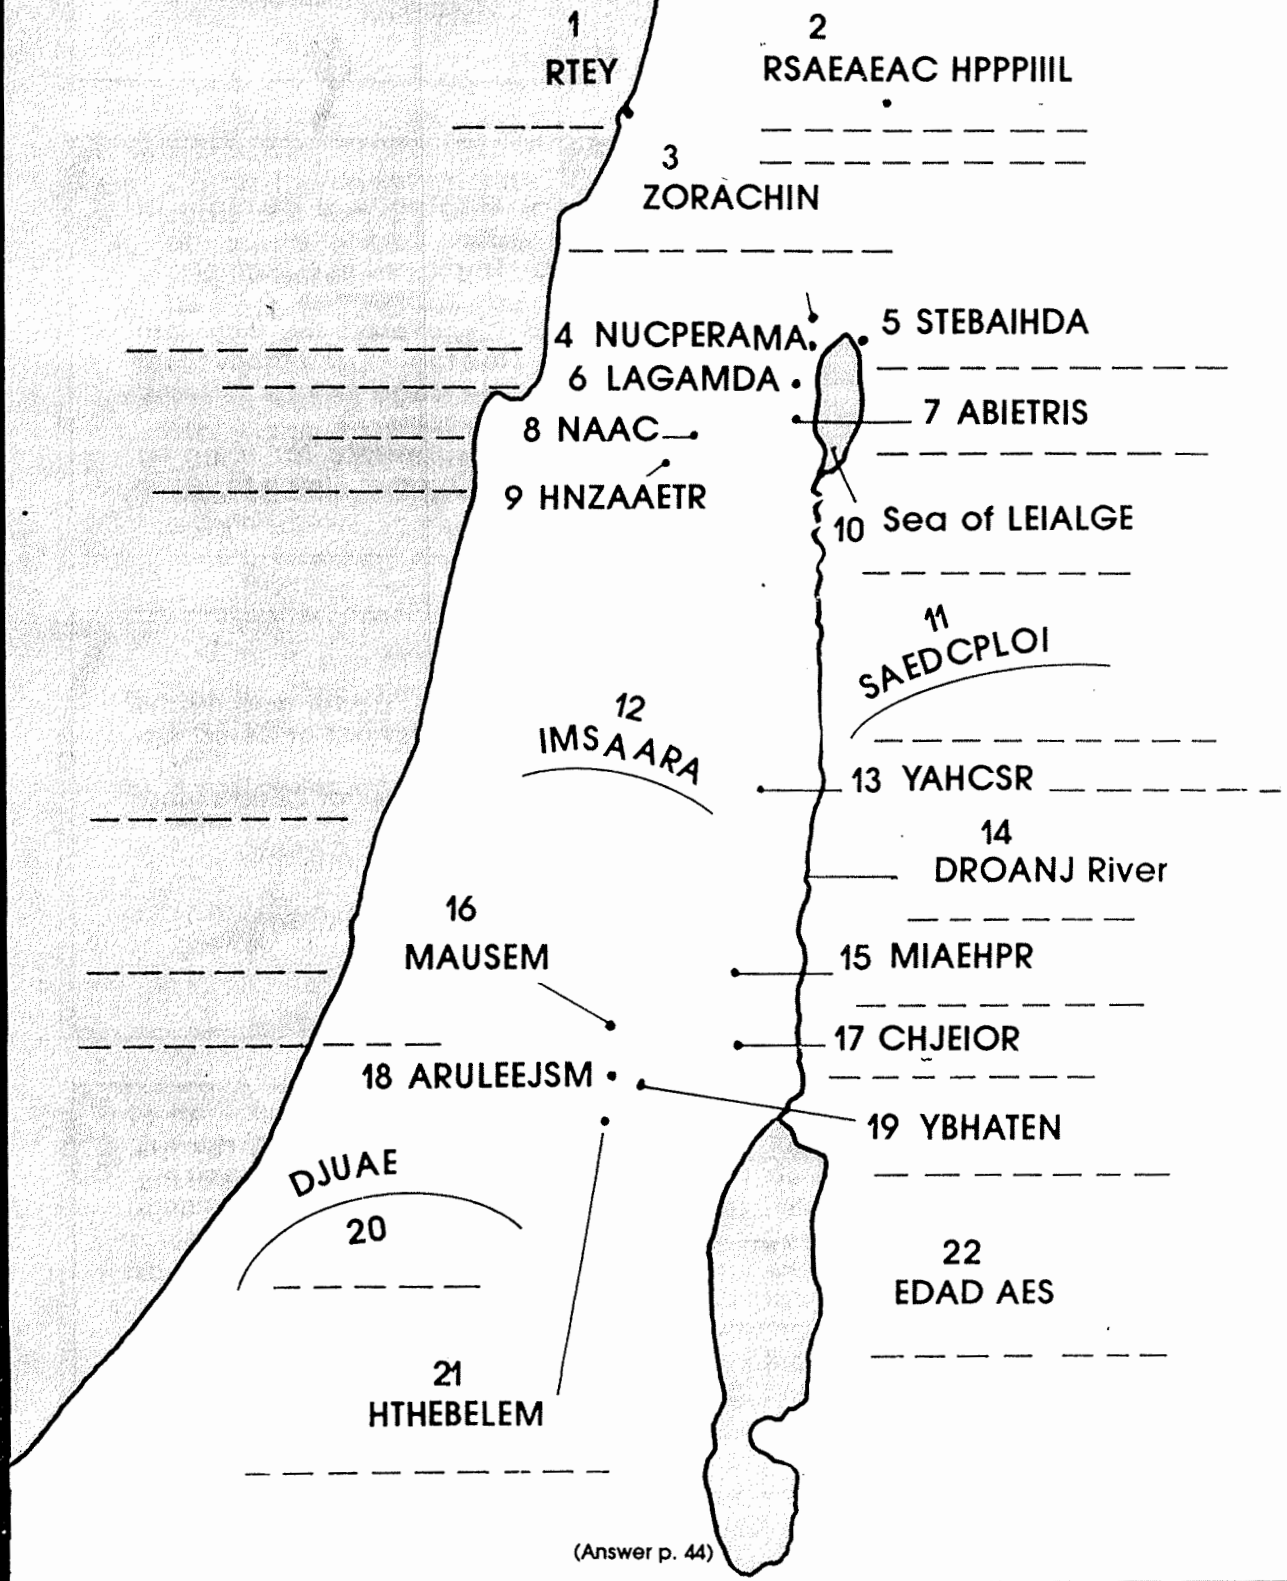 1
RTEY
2
RSAEAEAC HPPPIIIL
3
ZORACHIN
4 NUCPERAMA
5 STEBAIHDA
6 LAGAMDA
7 ABIETRIS
8 NAAC
9 HNZAAETR
10 Sea of LEIALGE
11
SAEDCPLOI
12
IMSAARA
13 YAHCSR
14
DROANJ River
15 MIAEHPR
16
MAUSEM
17 CHJEIOR
18 ARULEEJSM
19 YBHATEN
DJUAE
20
21
HTHEBELEM
22
EDAD AES
(Answer p. 44)